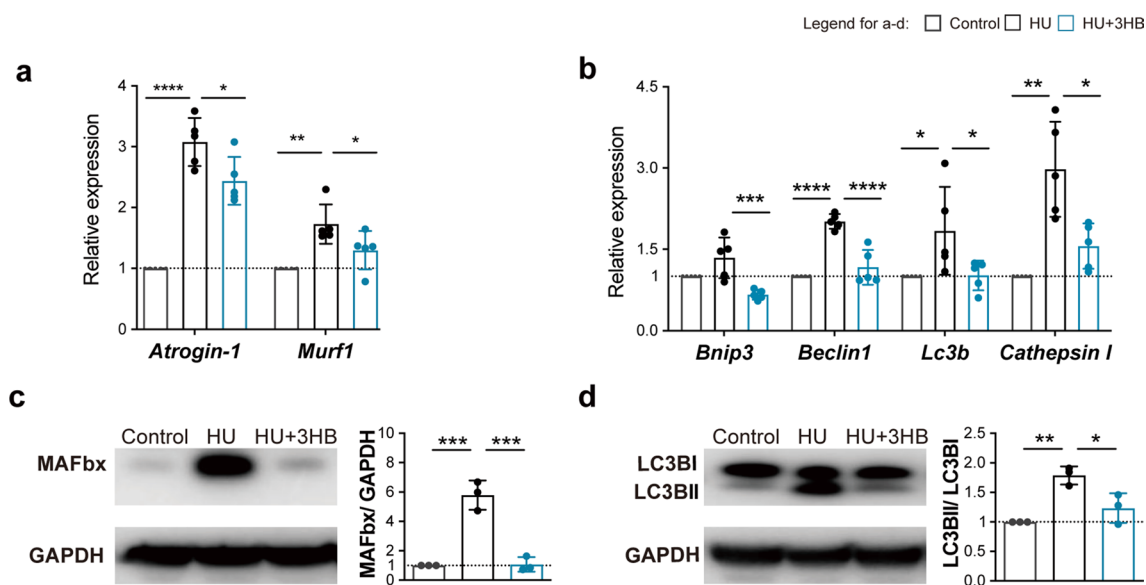 Legend for a-d: Control HU HU+3HB
a
Relative expression
4
3
2
1
0
**** *
** *
Atrogin-1 Murf1
b
Relative expression
4.5
3.0
1.5
1
0.0
***
**** ****
* *
** *
Bnip3 Beclin1 Lc3b Cathepsin l
c
Control HU HU+3HB
MAFbx
GAPDH
MAFbx/ GAPDH
10
8
6
4
2
1
0
*** ***
d
Control HU HU+3HB
LC3BI
LC3BII
GAPDH
LC3BII/ LC3BI
2.5
2.0
1.5
1
0.5
0.0
** *